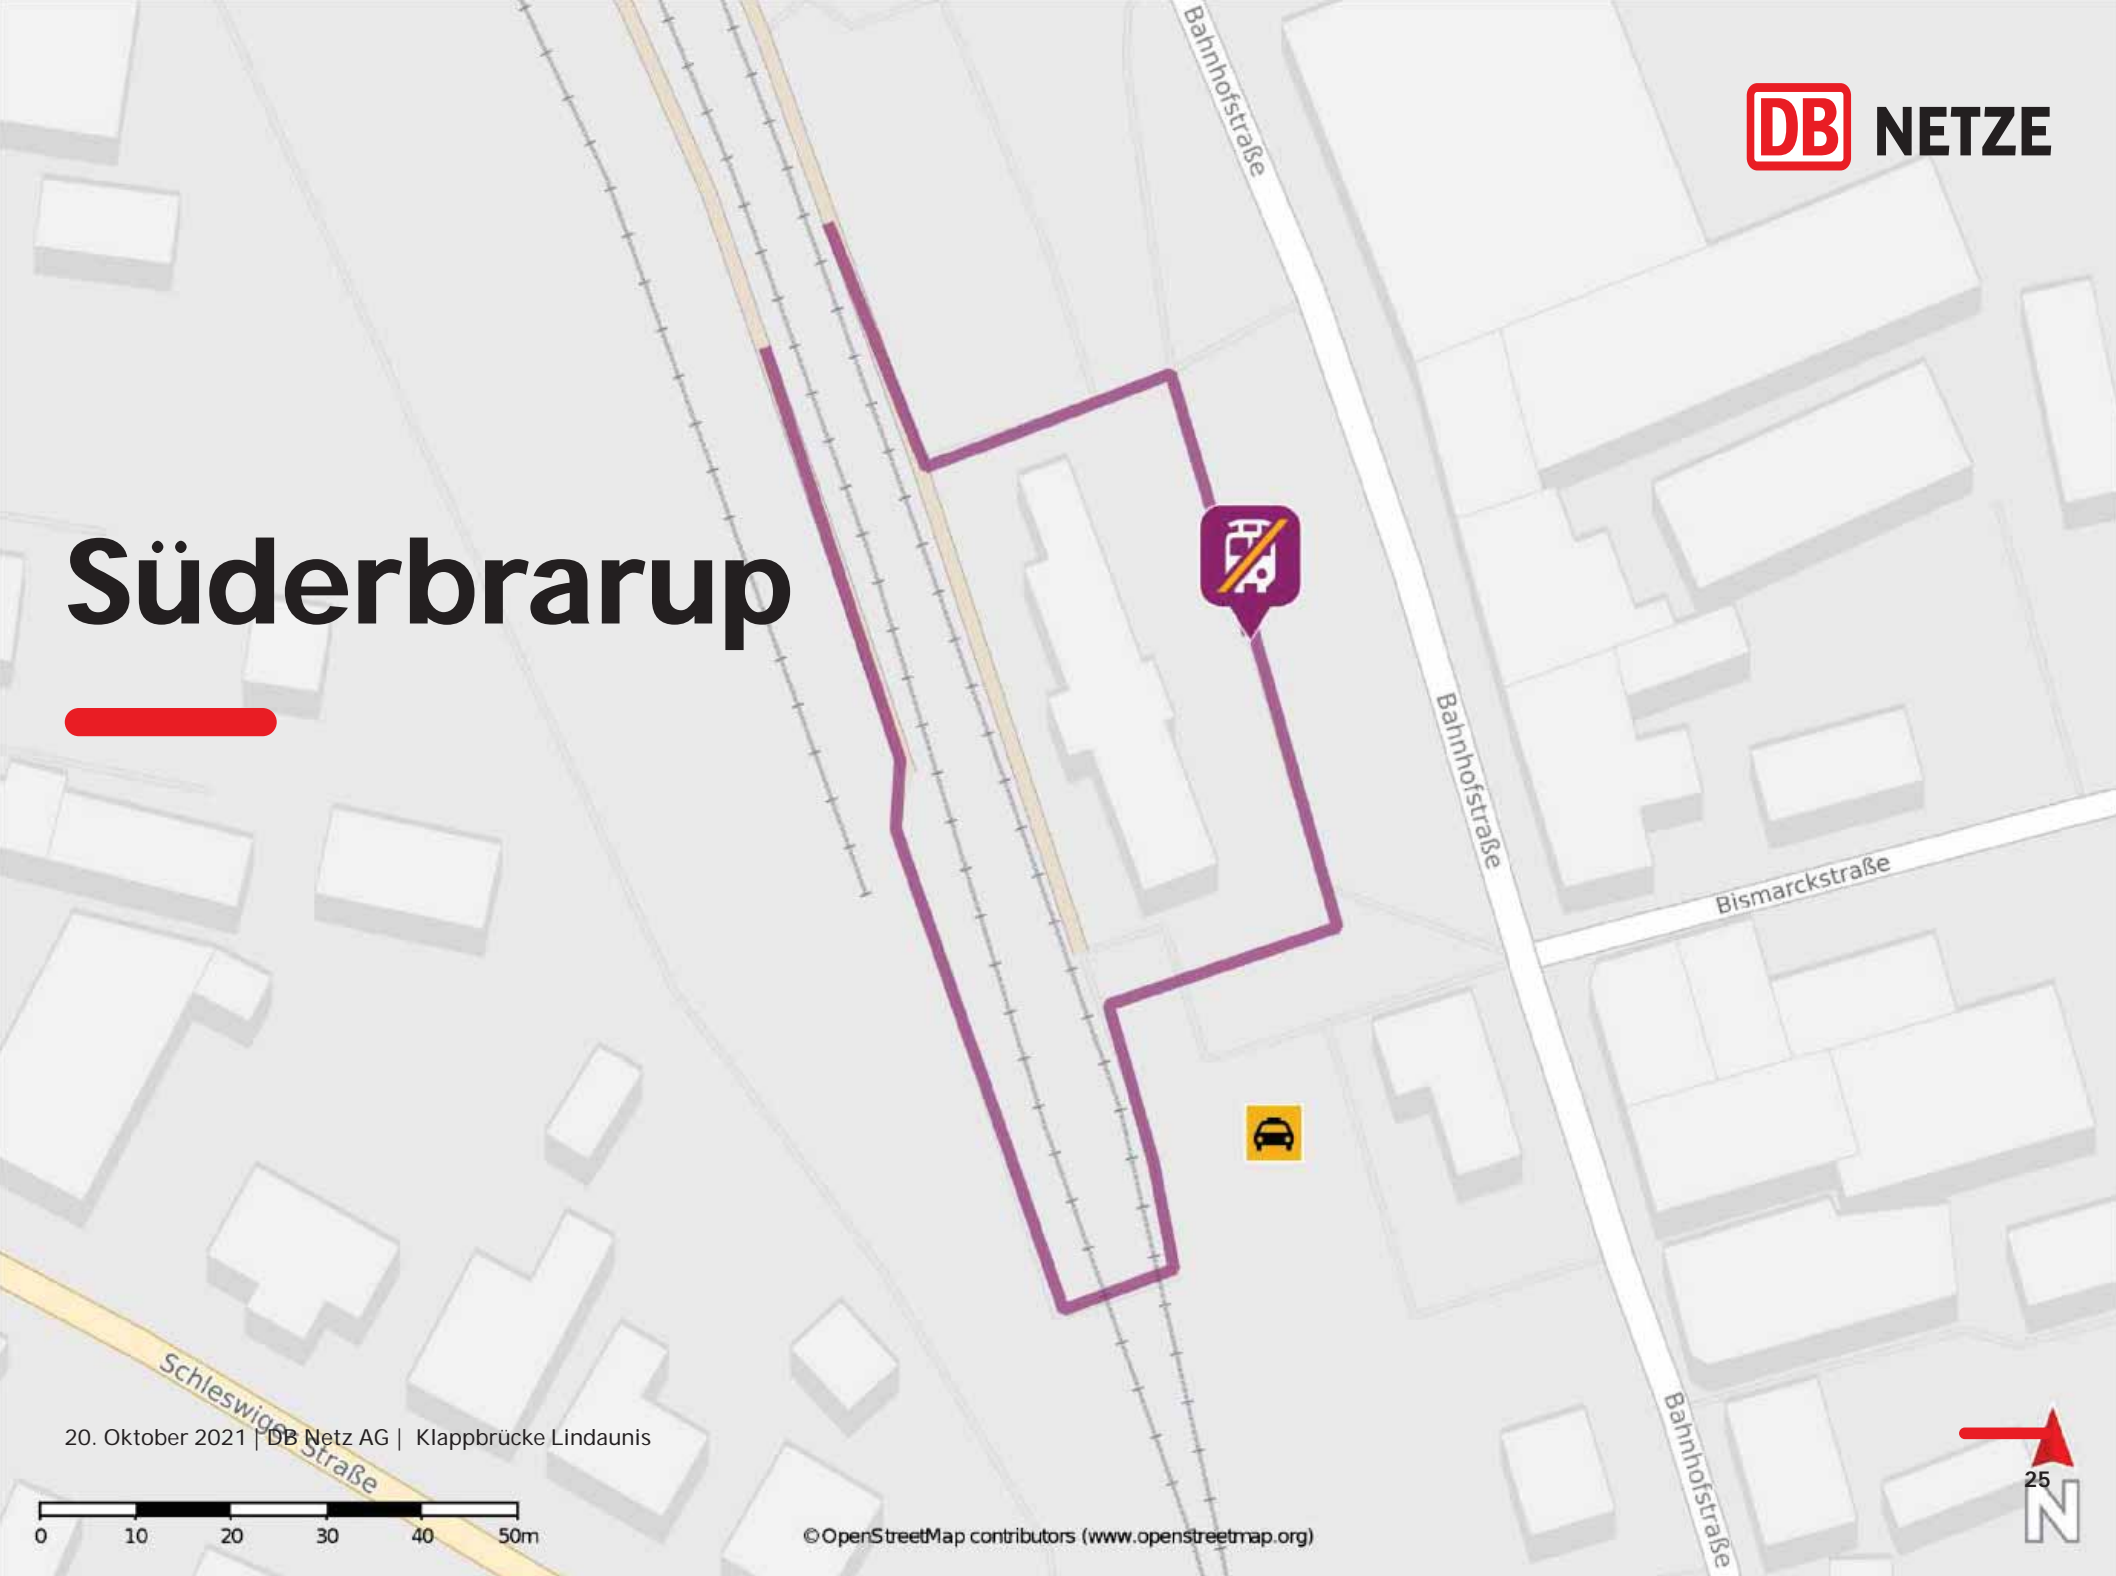 Bahnhofstraße
DB NETZE
Süderbrarup
Bahnhofstraße
Bismarckstraße
Schleswiger Straße
20. Oktober 2021 | DB Netz AG | Klappbrücke Lindaunis
Bahnhofstraße
25
N
0 10 20 30 40 50m
©OpenStreetMap contributors (www.openstreetmap.org)